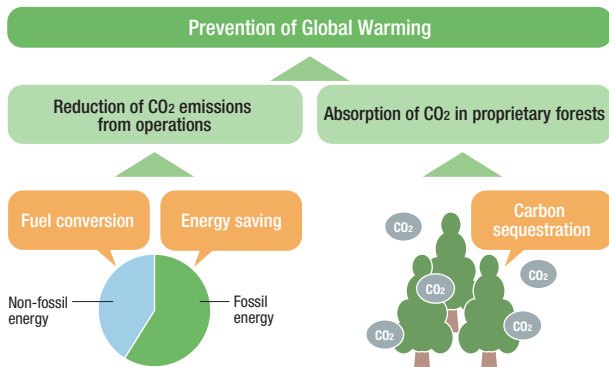 Prevention of Global Warming
Reduction of CO₂ emissions
from operations
Absorption of CO₂ in proprietary forests
Fuel conversion
Energy saving
Non-fossil
energy
Fossil
energy
Carbon
sequestration
CO₂
CO₂
CO₂
CO₂
CO₂